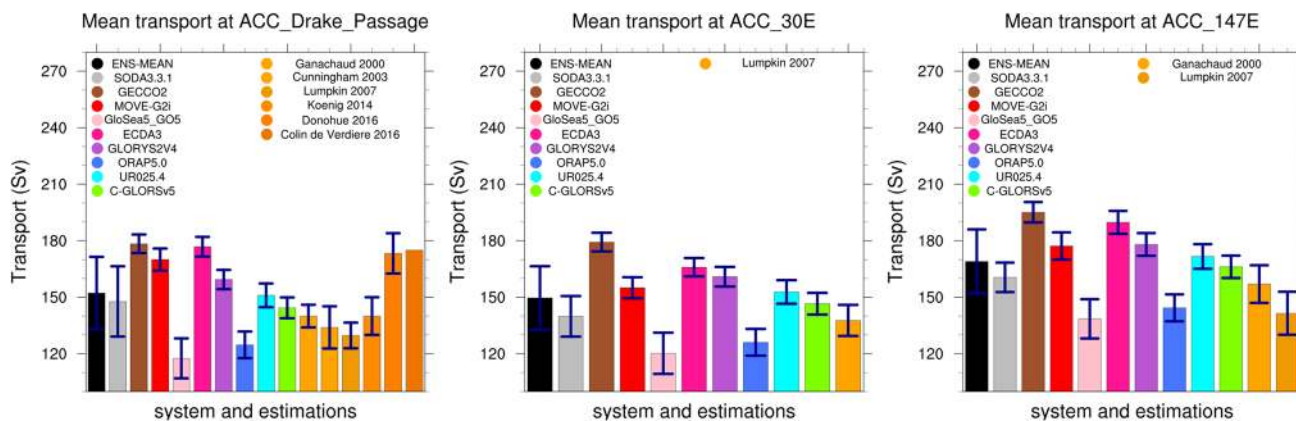 Mean transport at ACC_Drake_Passage
270
240
210
180
150
120
Transport (Sv)
ENS-MEAN
SODA3.3.1
GECCO2
MOVE-G2i
GloSea5_GO5
ECDA3
GLORYS2V4
ORAP5.0
UR025.4
C-GLORSv5
Ganachaud 2000
Cunningham 2003
Lumpkin 2007
Koenig 2014
Donohue 2016
Colin de Verdiere 2016
system and estimations
Mean transport at ACC_30E
270
240
210
180
150
120
Transport (Sv)
ENS-MEAN
SODA3.3.1
GECCO2
MOVE-G2i
GloSea5_GO5
ECDA3
GLORYS2V4
ORAP5.0
UR025.4
C-GLORSv5
Lumpkin 2007
system and estimations
Mean transport at ACC_147E
270
240
210
180
150
120
Transport (Sv)
ENS-MEAN
SODA3.3.1
GECCO2
MOVE-G2i
GloSea5_GO5
ECDA3
GLORYS2V4
ORAP5.0
UR025.4
C-GLORSv5
Ganachaud 2000
Lumpkin 2007
system and estimations